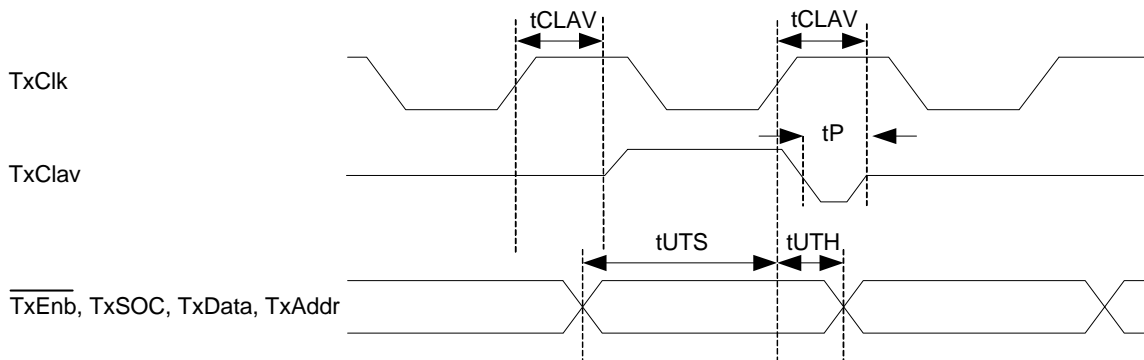 tCLAV tCLAV
TxClk
tP
TxClav
tUTS tUTH
TxEnb, TxSOC, TxData, TxAddr